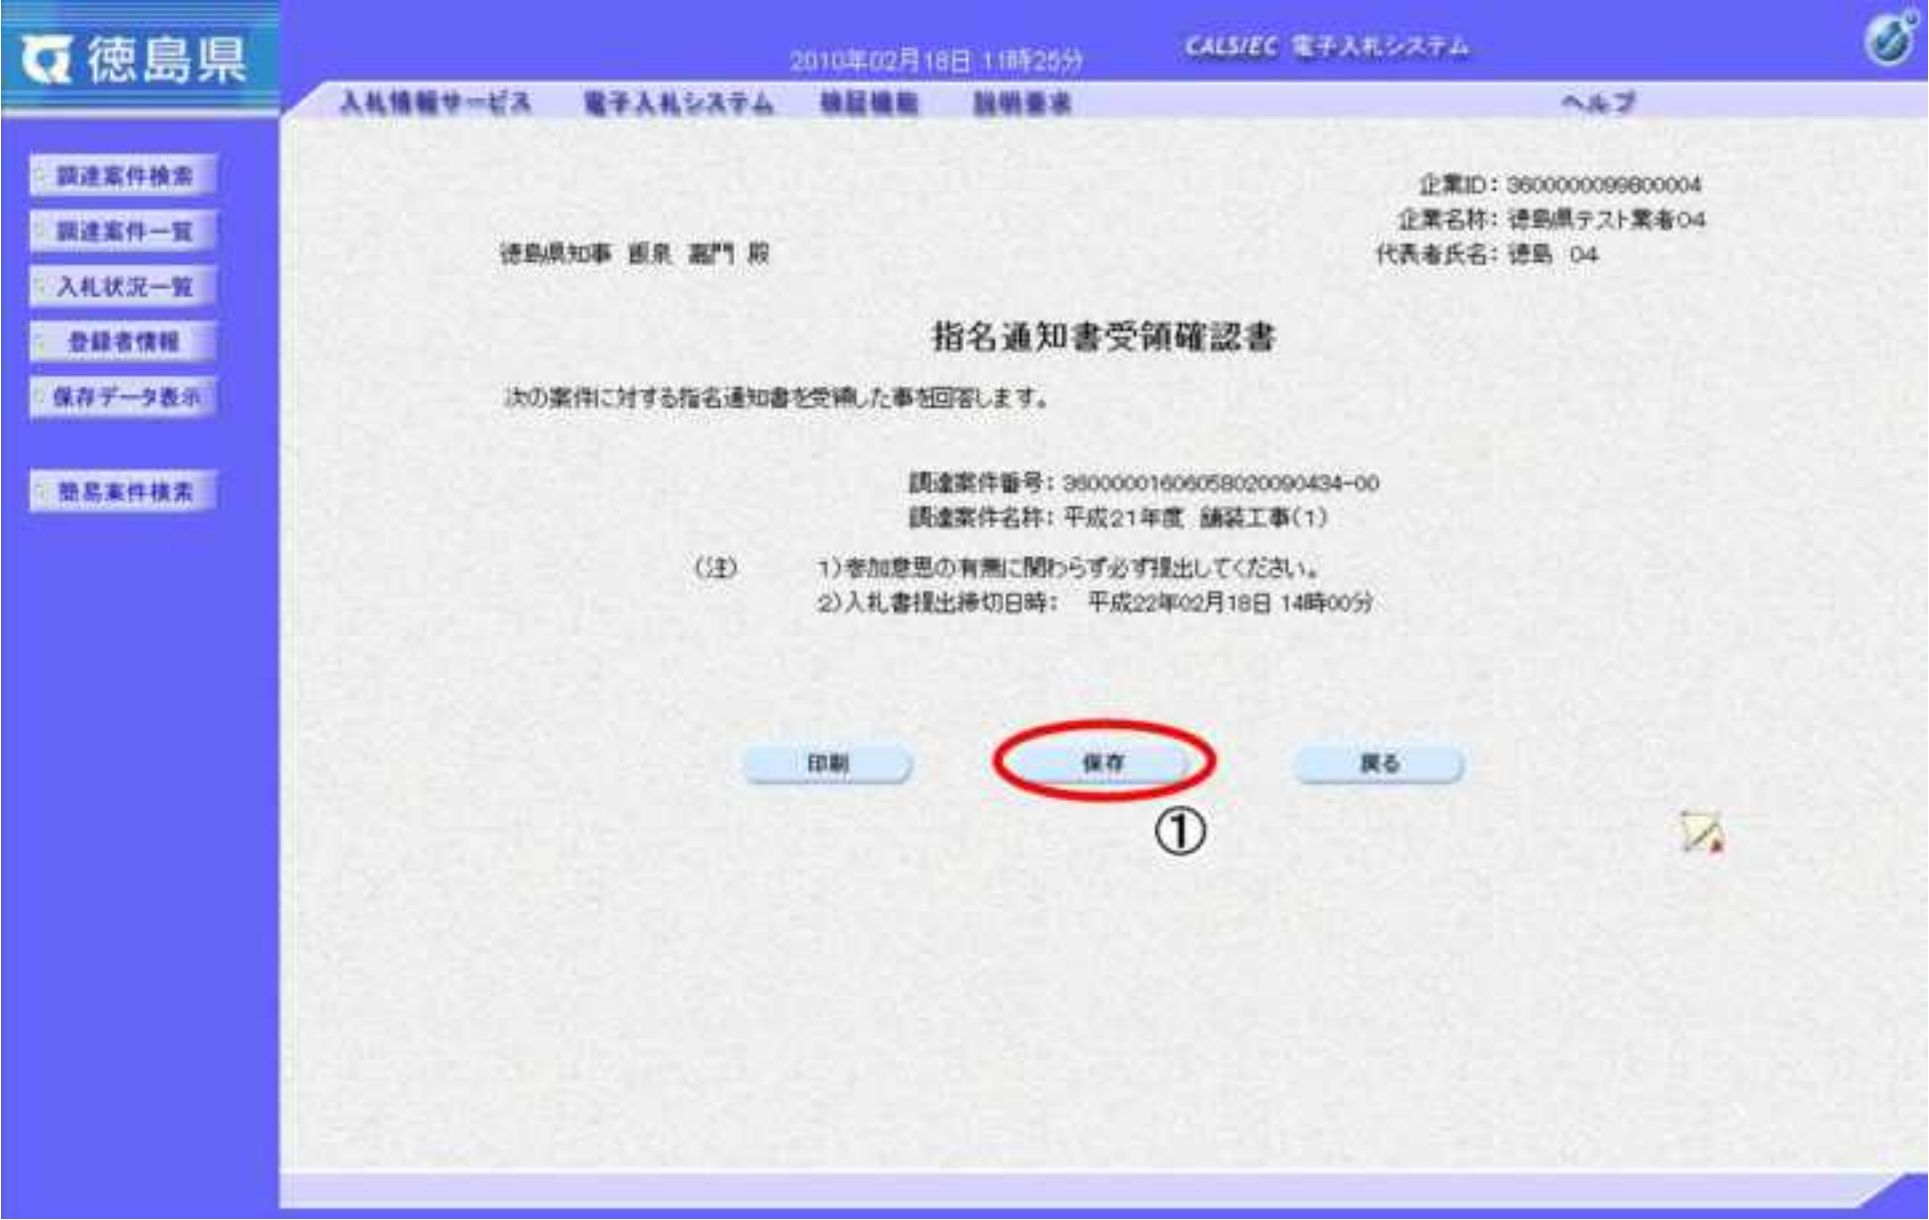 徳島県
2010年02月18日 11時25分
CALS/EC 電子入札システム
入札情報サービス
電子入札システム
検証機能
説明要求
ヘルプ
調達案件検索
調達案件一覧
入札状況一覧
登録者情報
保存データ表示
簡易案件検索
企業ID：3600000099800004
企業名称：徳島県テスト業者04
代表者氏名：徳島 04
徳島県知事 飯泉 嘉門 殿
指名通知書受領確認書
次の案件に対する指名通知書を受領した事を回答します。
調達案件番号：36000001606058020090434-00
調達案件名称：平成21年度 舗装工事(1)
(注) 1)参加意思の有無に関わらず必ず提出してください。
2)入札書提出締切日時： 平成22年02月18日 14時00分
印刷
保存
戻る
①